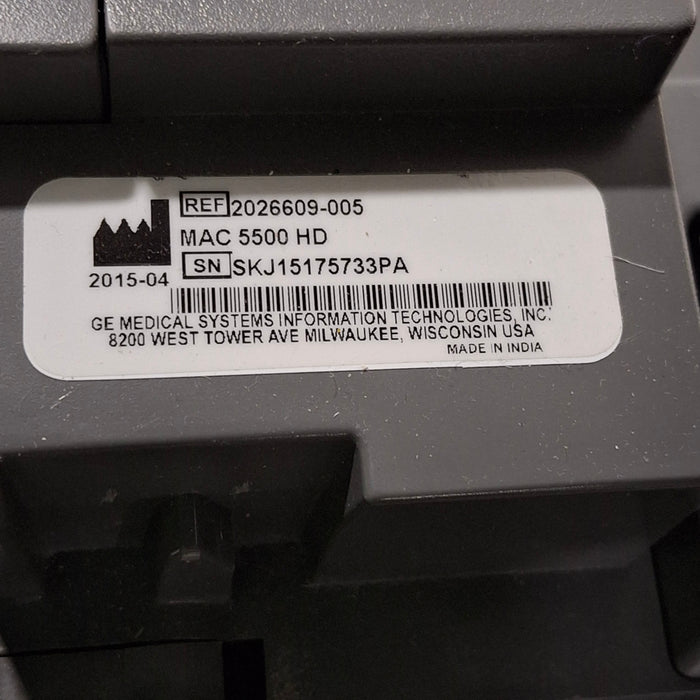 REF 2026609-005
MAC 5500 HD
2015-04
SN SKJ15175733PA
GE MEDICAL SYSTEMS INFORMATION TECHNOLOGIES, INC.
8200 WEST TOWER AVE MILWAUKEE, WISCONSIN USA
MADE IN INDIA